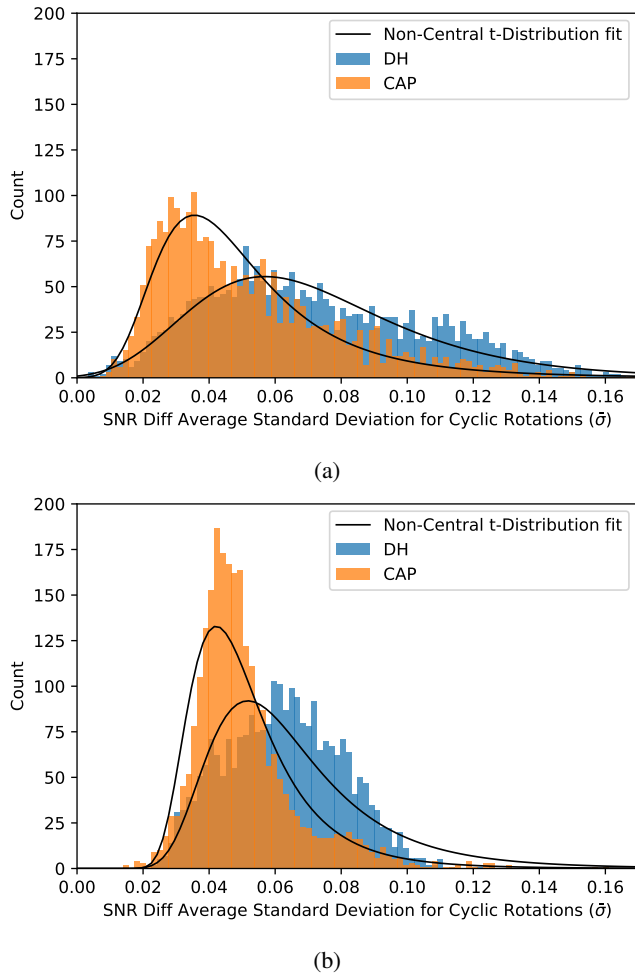 200
175
150
125
100
75
50
25
0
Count
Non-Central t-Distribution fit
DH
CAP
0.00 0.02 0.04 0.06 0.08 0.10 0.12 0.14 0.16
SNR Diff Average Standard Deviation for Cyclic Rotations (σ̄)
(a)
200
175
150
125
100
75
50
25
0
Count
Non-Central t-Distribution fit
DH
CAP
0.00 0.02 0.04 0.06 0.08 0.10 0.12 0.14 0.16
SNR Diff Average Standard Deviation for Cyclic Rotations (σ̄)
(b)